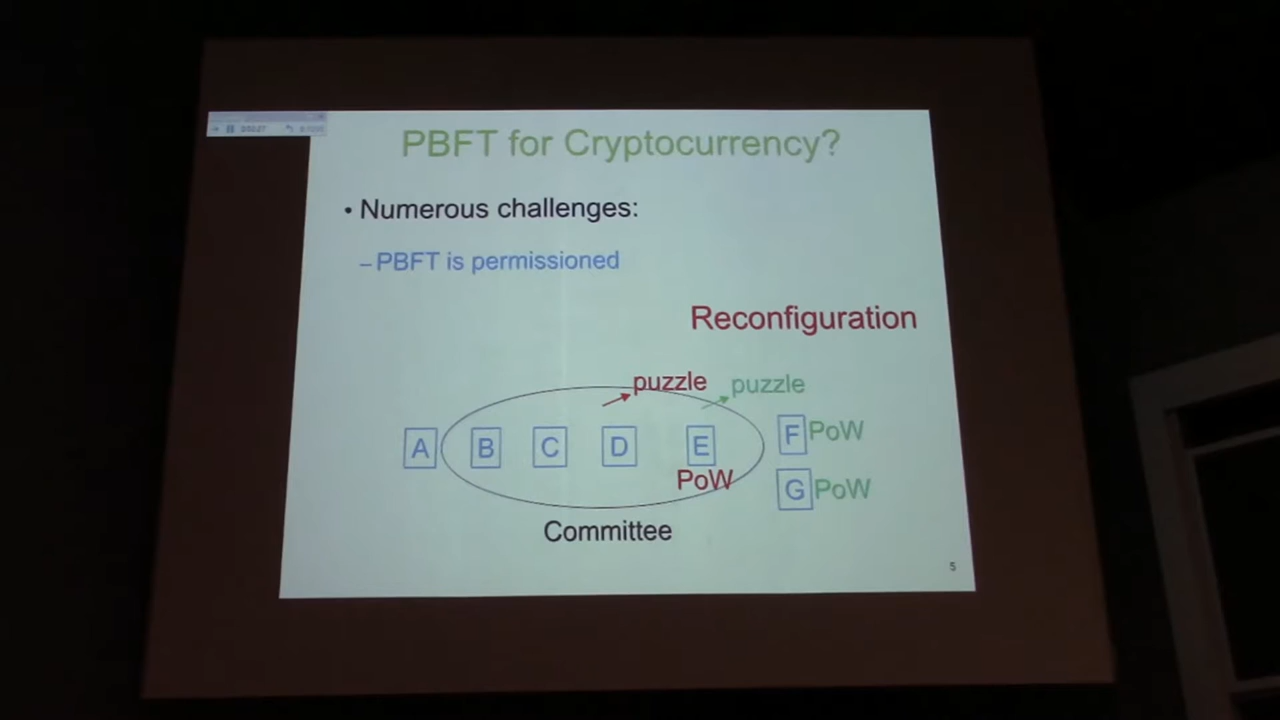 PBFT for Cryptocurrency?
• Numerous challenges:
–PBFT is permissioned
Reconfiguration
puzzle puzzle
A B C D E F PoW
PoW G PoW
Committee
5